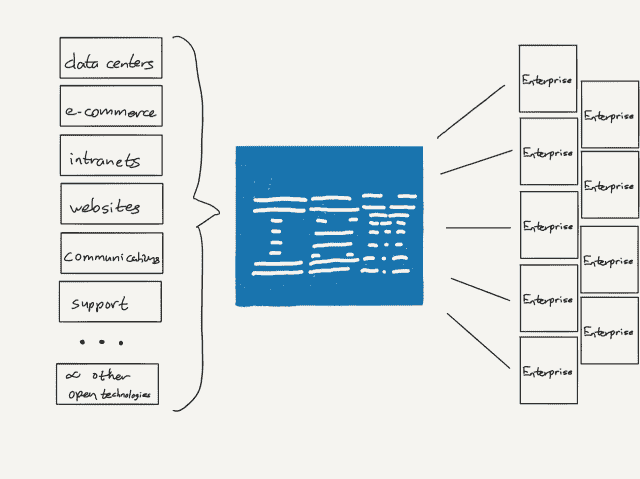 data centers
e-commerce
intranets
websites
communications
support
• • •
∝ other
open technologies
IBM
Enterprise
Enterprise
Enterprise
Enterprise
Enterprise
Enterprise
Enterprise
Enterprise
Enterprise